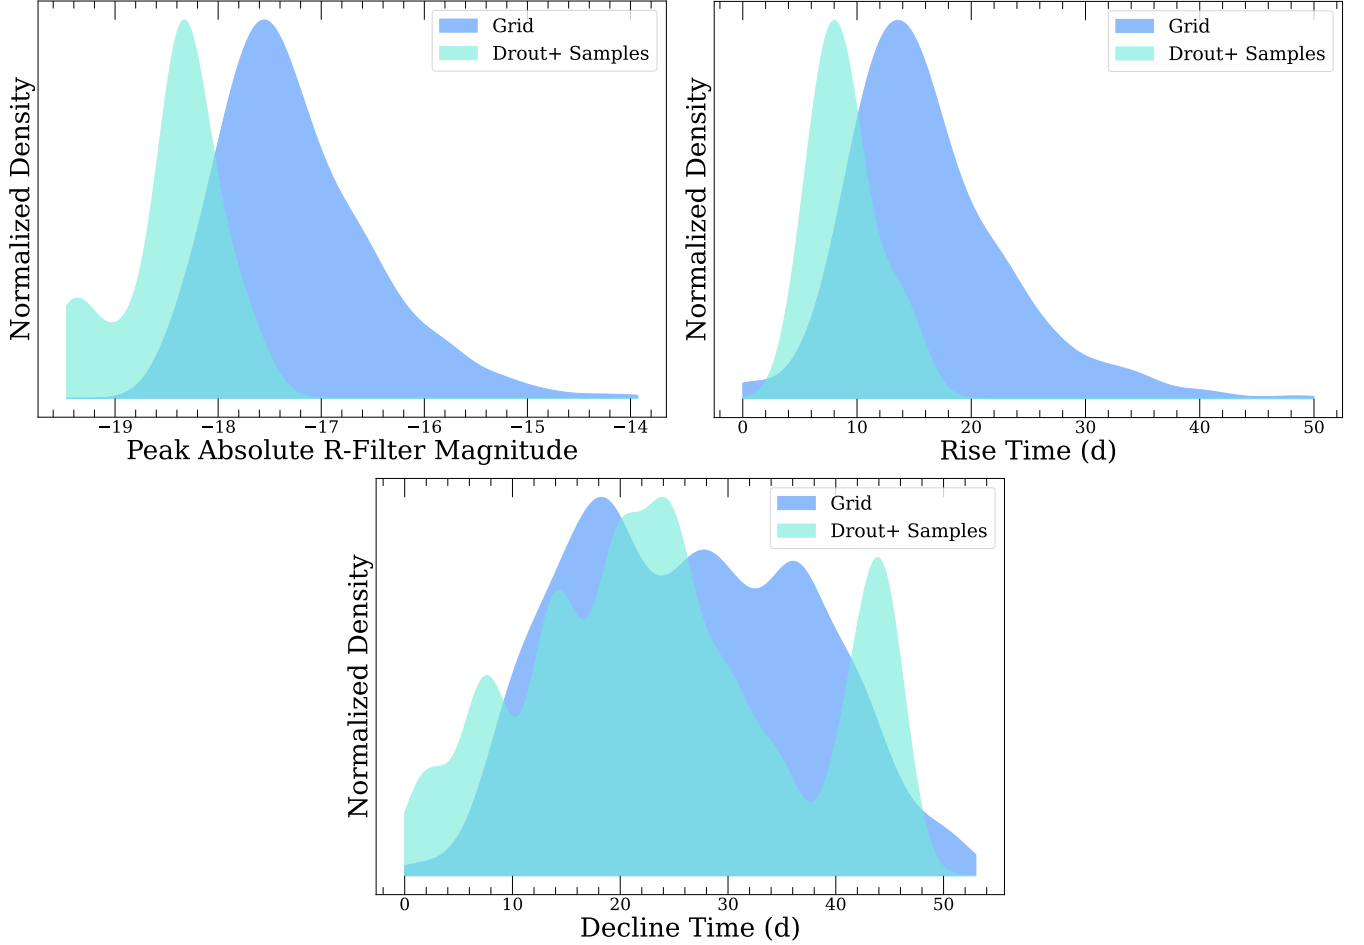 Normalized Density
Grid
Drout+ Samples
−19 −18 −17 −16 −15 −14
Peak Absolute R-Filter Magnitude
Normalized Density
Grid
Drout+ Samples
0 10 20 30 40 50
Rise Time (d)
Normalized Density
Grid
Drout+ Samples
0 10 20 30 40 50
Decline Time (d)